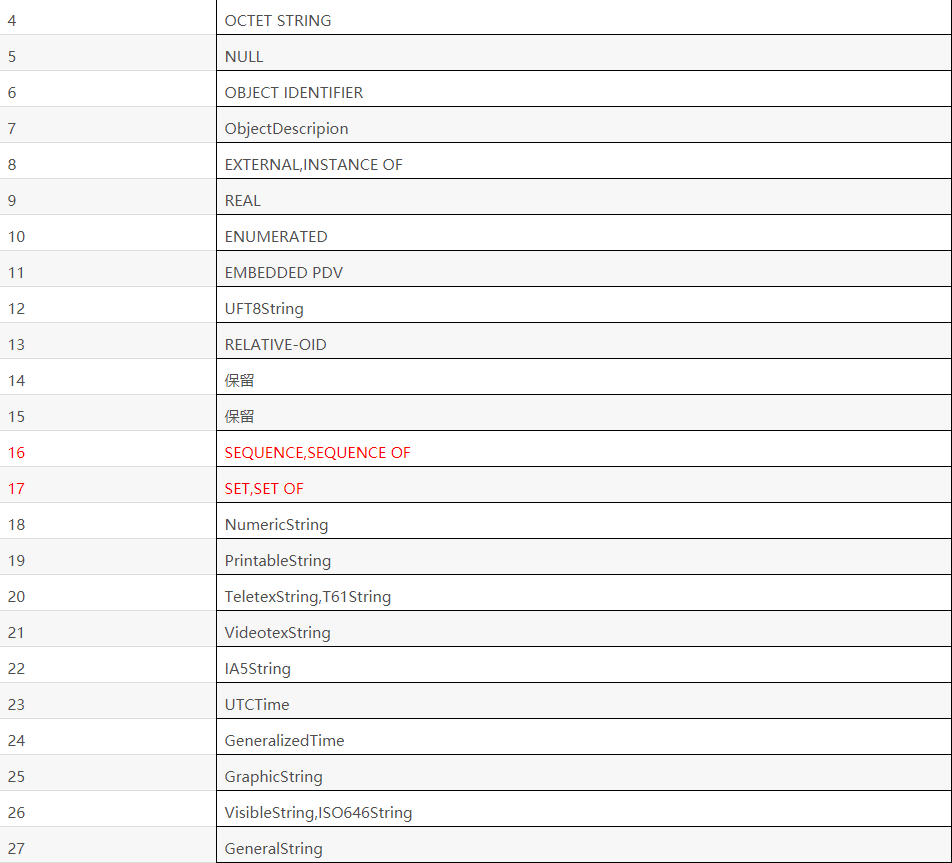 4 OCTET STRING
5 NULL
6 OBJECT IDENTIFIER
7 ObjectDescripion
8 EXTERNAL,INSTANCE OF
9 REAL
10 ENUMERATED
11 EMBEDDED PDV
12 UFT8String
13 RELATIVE-OID
14 保留
15 保留
16 SEQUENCE,SEQUENCE OF
17 SET,SET OF
18 NumericString
19 PrintableString
20 TeletexString,T61String
21 VideotexString
22 IA5String
23 UTCTime
24 GeneralizedTime
25 GraphicString
26 VisibleString,ISO646String
27 GeneralString